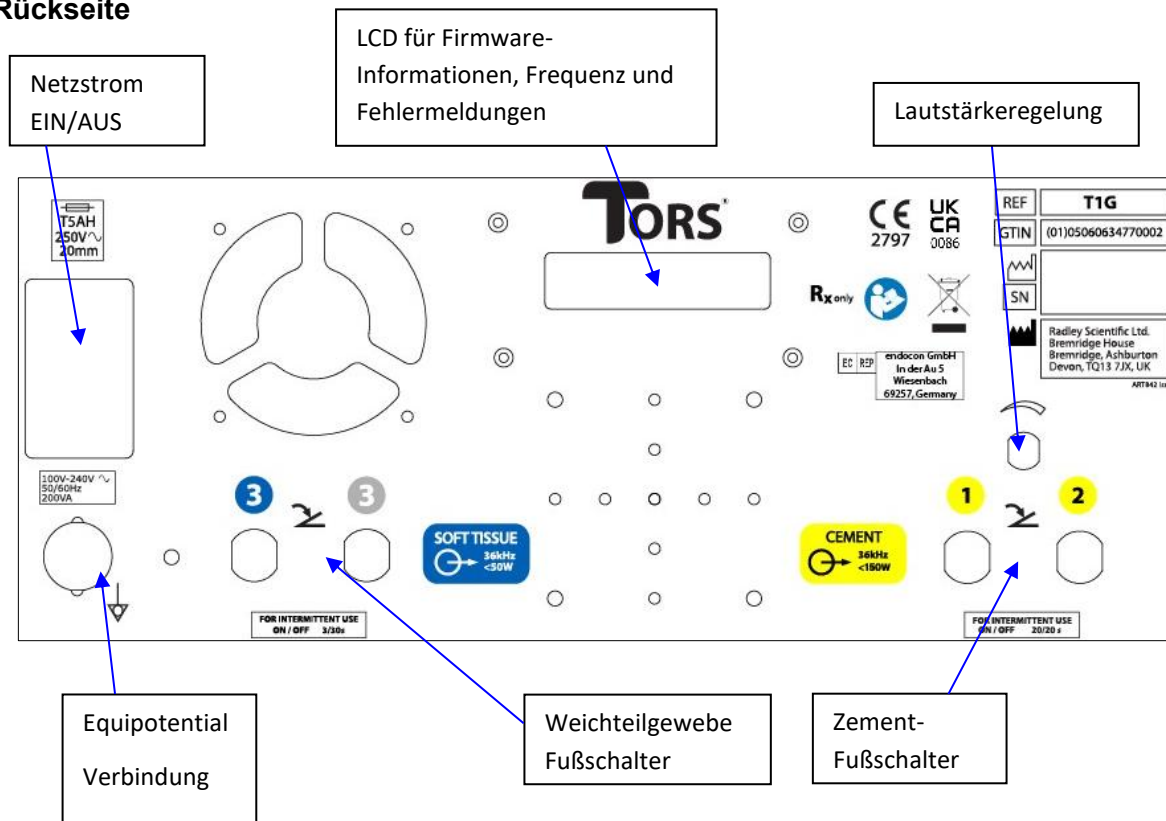 Rückseite
Netzstrom
EIN/AUS
LCD für Firmware-
Informationen, Frequenz und
Fehlermeldungen
Lautstärkeregelung
T5AH
250V
20mm
TORS
CE
2797
UK
CA
0086
REF
T1G
GTIN
(01)05060634770002
SN
Rx only
Radley Scientific Ltd.
Bremridge House
Bremridge, Ashburton
Devon, TQ13 7JX, UK
EC REP
endocon GmbH
In der Au 5
Wiesenbach
69257, Germany
ART842
100V-240V
50/60Hz
200VA
3
3
SOFT TISSUE
36kHz
<50W
CEMENT
36kHz
<150W
1
2
FOR INTERMITTENT USE
ON / OFF 3/30s
FOR INTERMITTENT USE
ON / OFF 20/20 s
Equipotential
Verbindung
Weichteilgewebe
Fußschalter
Zement-
Fußschalter